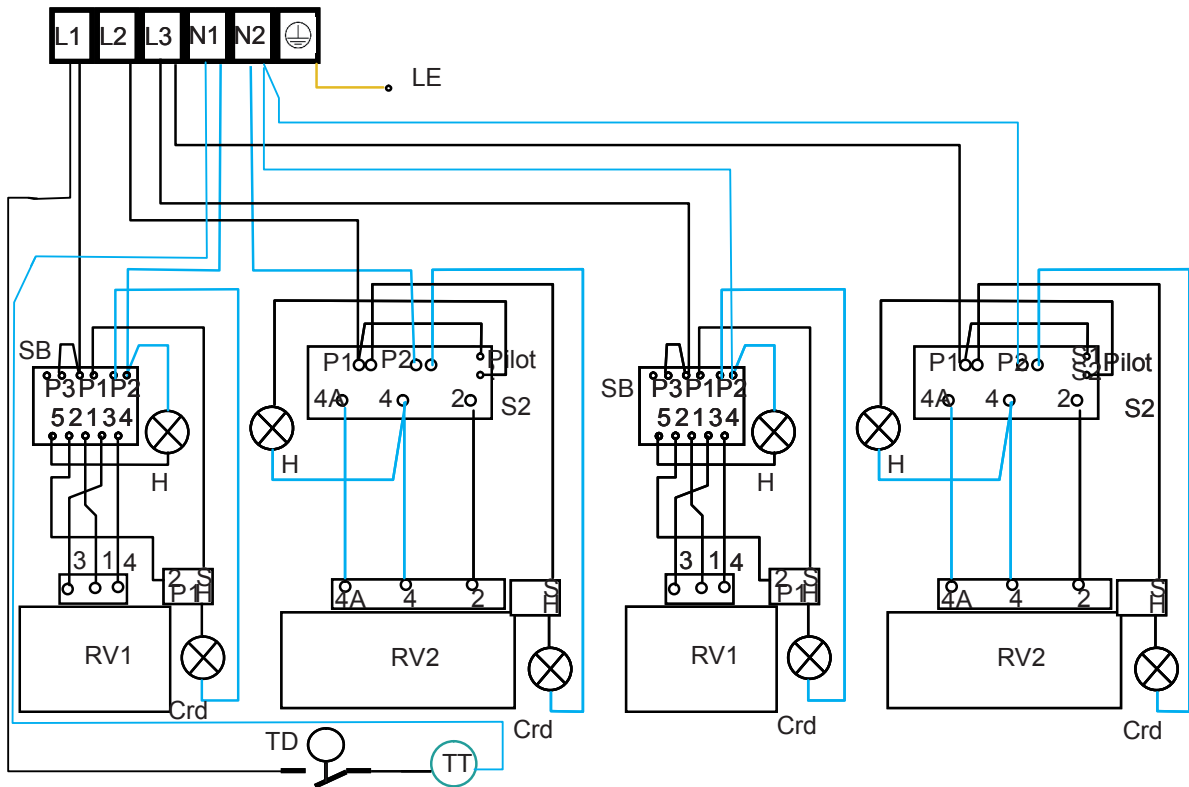 L1 L2 L3 N1 N2
LE
SB P3 P1 P2
5 2 1 3 4
H
3 1 4
2 S
P1 H
RV1
Crd
P1 P2 Pilot
4A 4 2 S2
H
4A 4 2 S
H
RV2
Crd
SB P3 P1 P2
5 2 1 3 4
H
3 1 4
2 S
P1 H
RV1
Crd
P1 P2 S1 Pilot
S2
4A 4 2 S2
H
4A 4 2 S
H
RV2
Crd
TD TT